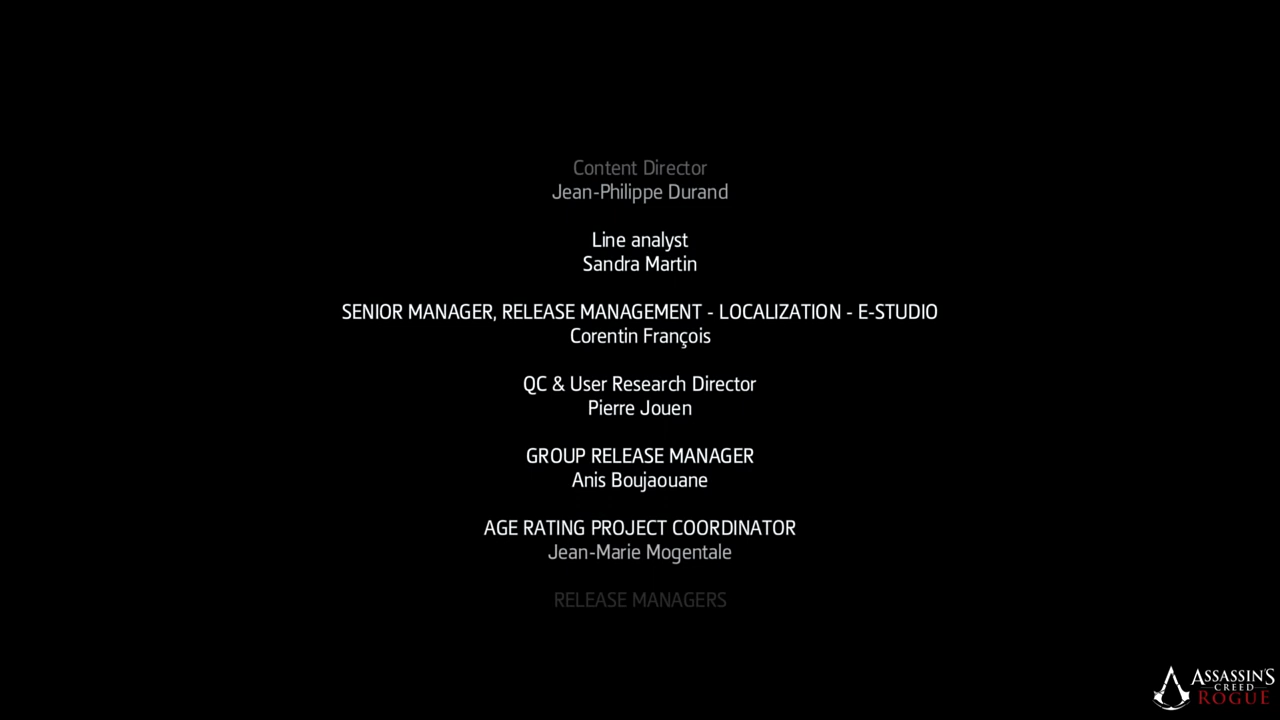 Content Director
Jean-Philippe Durand
Line analyst
Sandra Martin
SENIOR MANAGER, RELEASE MANAGEMENT - LOCALIZATION - E-STUDIO
Corentin François
QC & User Research Director
Pierre Jouen
GROUP RELEASE MANAGER
Anis Boujaouane
AGE RATING PROJECT COORDINATOR
Jean-Marie Mogentale
RELEASE MANAGERS
ASSASSIN'S
CREED
ROGUE